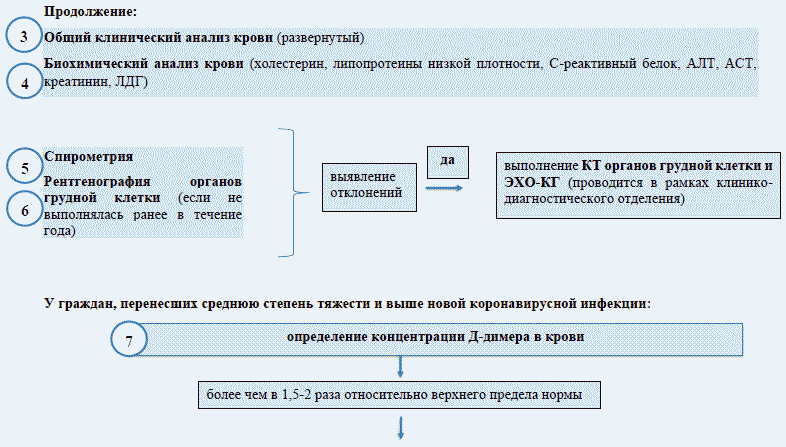 Продолжение:
3
Общий клинический анализ крови (развернутый)
4
Биохимический анализ крови (холестерин, липопротеины низкой плотности, С-реактивный белок, АЛТ, АСТ,
креатинин, ЛДГ)
5
Спирометрия
6
Рентгенография органов
грудной клетки (если не
выполнялась ранее в течение
года)
выявление
отклонений
да
выполнение КТ органов грудной клетки и
ЭХО-КГ (проводится в рамках клинико-
диагностического отделения)
У граждан, перенесших среднюю степень тяжести и выше новой коронавирусной инфекции:
7
определение концентрации Д-димера в крови
более чем в 1,5-2 раза относительно верхнего предела нормы